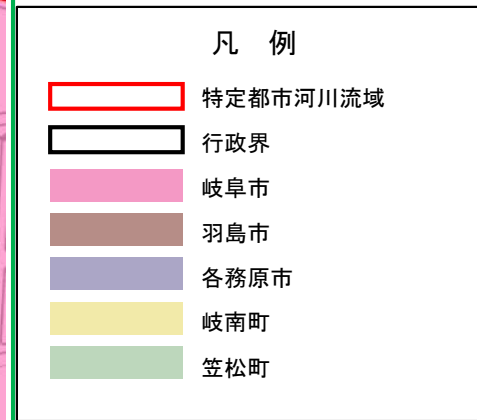 凡 例
特定都市河川流域
行政界
岐阜市
羽島市
各務原市
岐南町
笠松町